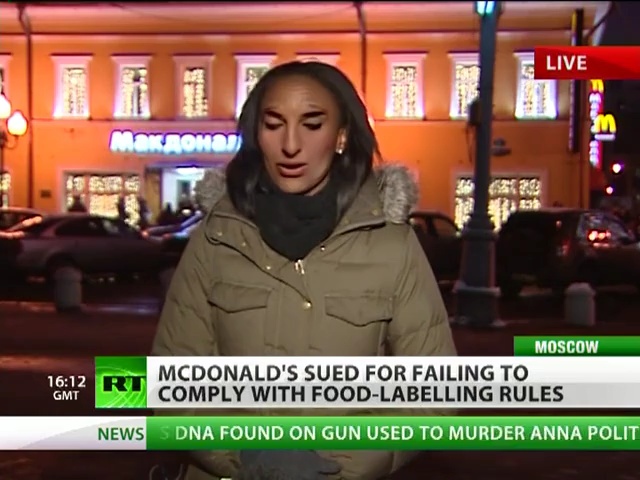 LIVE
Макдонал
MOSCOW
16:12
GMT
RT
MCDONALD'S SUED FOR FAILING TO
COMPLY WITH FOOD-LABELLING RULES
NEWS
S DNA FOUND ON GUN USED TO MURDER ANNA POLIT